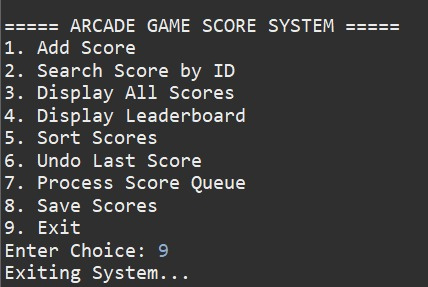 ===== ARCADE GAME SCORE SYSTEM =====
1. Add Score
2. Search Score by ID
3. Display All Scores
4. Display Leaderboard
5. Sort Scores
6. Undo Last Score
7. Process Score Queue
8. Save Scores
9. Exit
Enter Choice: 9
Exiting System...